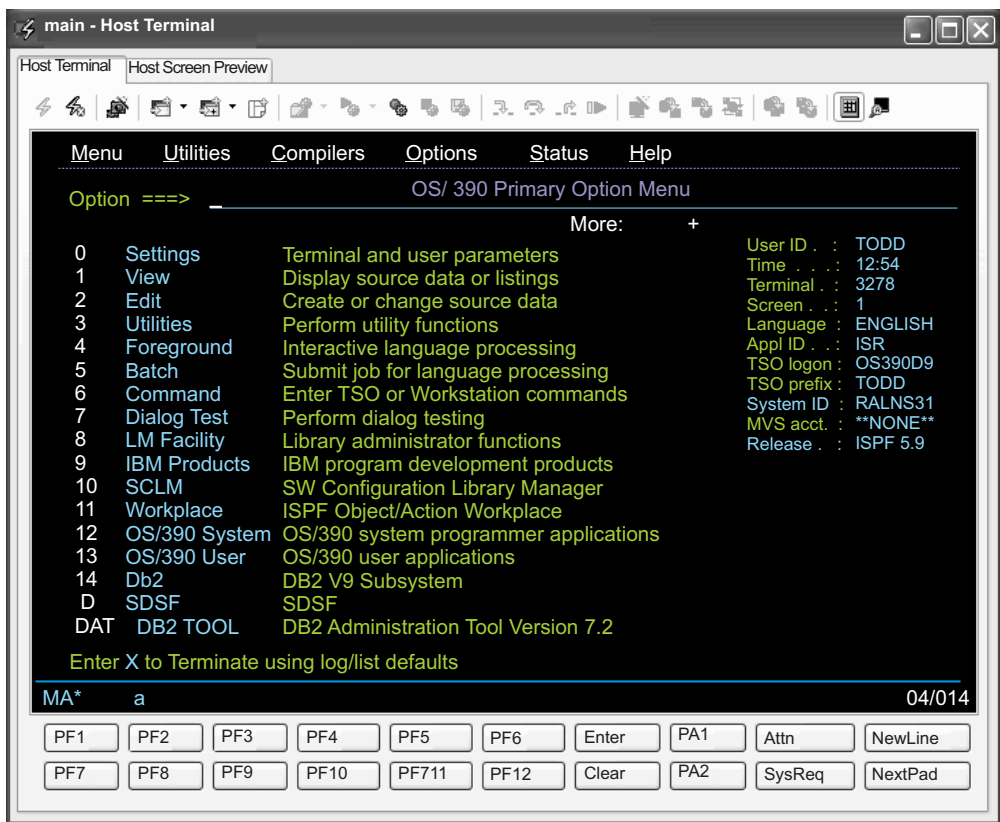 main - Host Terminal
Host Terminal Host Screen Preview
Menu Utilities Compilers Options Status Help
OS/ 390 Primary Option Menu
Option ===> _
More: +
0 Settings Terminal and user parameters User ID . : TODD
1 View Display source data or listings Time . . . : 12:54
2 Edit Create or change source data Terminal . : 3278
3 Utilities Perform utility functions Screen . . : 1
4 Foreground Interactive language processing Language : ENGLISH
5 Batch Submit job for language processing Appl ID . . : ISR
6 Command Enter TSO or Workstation commands TSO logon : OS390D9
7 Dialog Test Perform dialog testing TSO prefix : TODD
8 LM Facility Library administrator functions System ID : RALNS31
9 IBM Products IBM program development products MVS acct. : **NONE**
10 SCLM SW Configuration Library Manager Release . : ISPF 5.9
11 Workplace ISPF Object/Action Workplace
12 OS/390 System OS/390 system programmer applications
13 OS/390 User OS/390 user applications
14 Db2 DB2 V9 Subsystem
D SDSF SDSF
DAT DB2 TOOL DB2 Administration Tool Version 7.2
Enter X to Terminate using log/list defaults
MA* a 04/014
PF1 PF2 PF3 PF4 PF5 PF6 Enter PA1 Attn NewLine
PF7 PF8 PF9 PF10 PF711 PF12 Clear PA2 SysReq NextPad